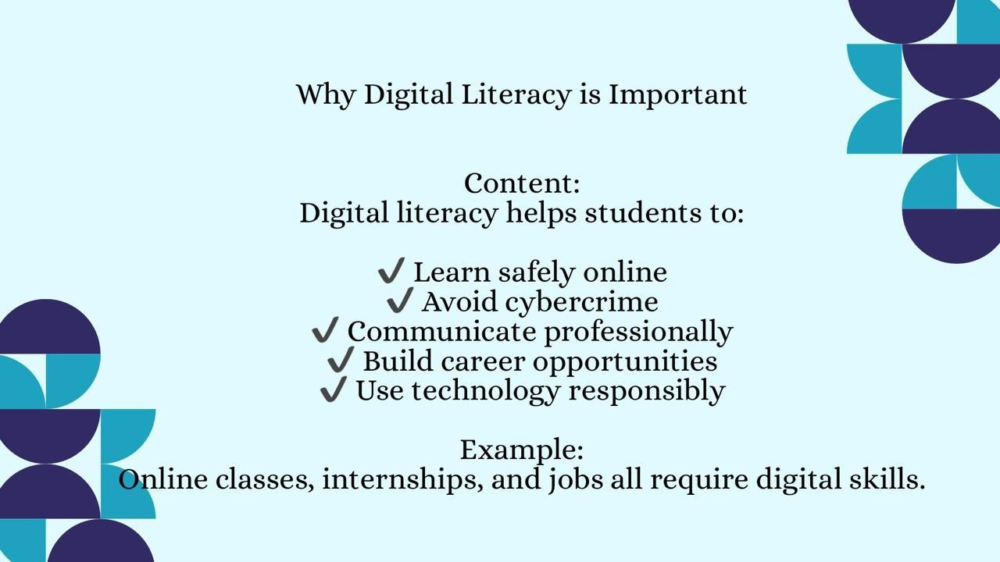 Why Digital Literacy is Important
Content:
Digital literacy helps students to:
✔ Learn safely online
✔ Avoid cybercrime
✔ Communicate professionally
✔ Build career opportunities
✔ Use technology responsibly
Example:
Online classes, internships, and jobs all require digital skills.